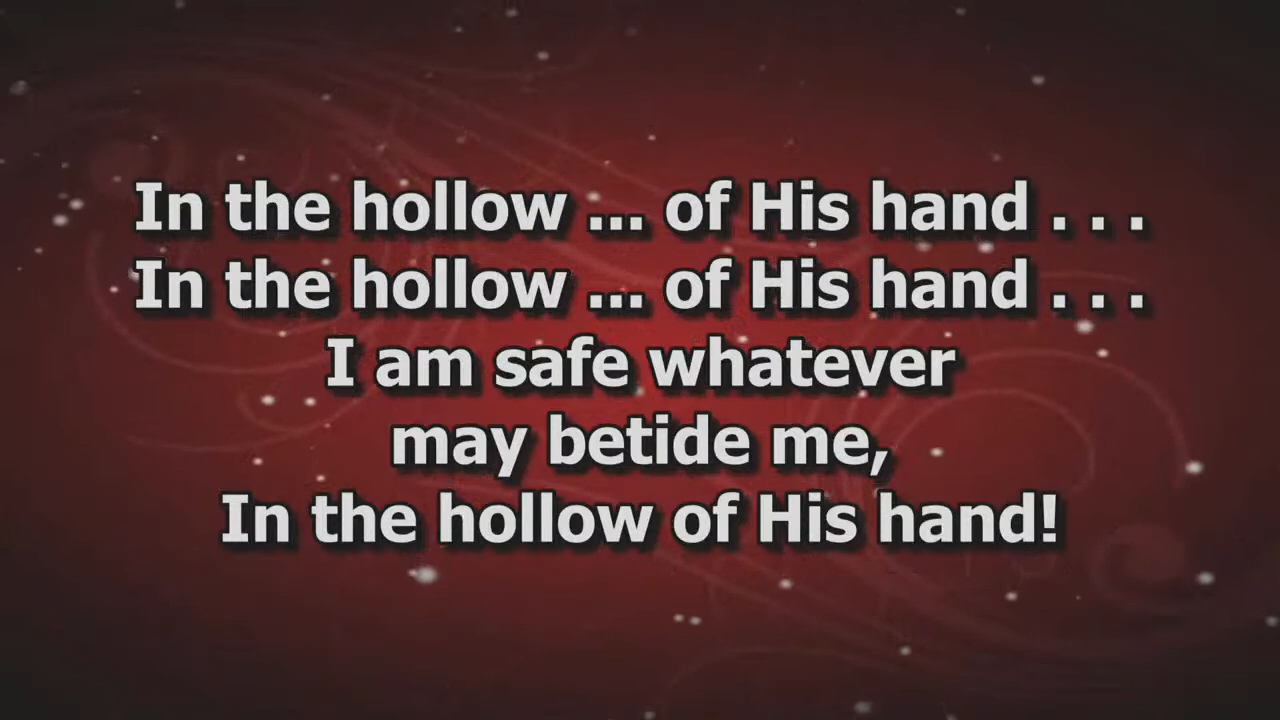 In the hollow ... of His hand . . .
In the hollow ... of His hand . . .
I am safe whatever
may betide me,
In the hollow of His hand!